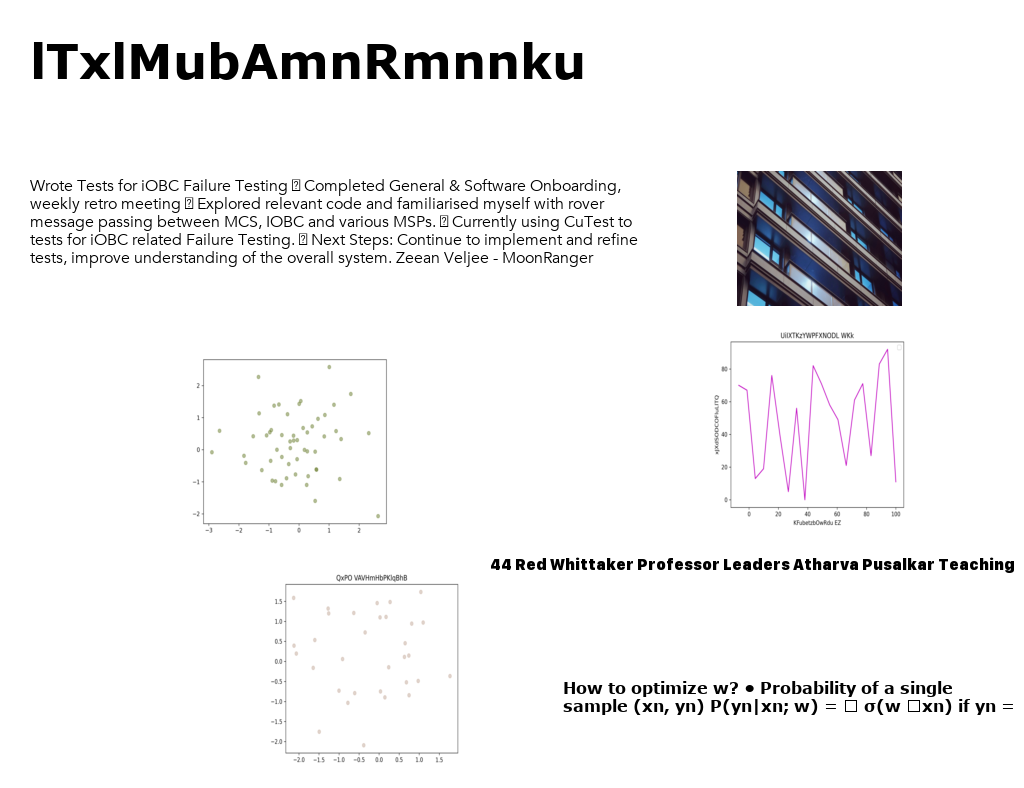 lTxlMubAmnRmnnku
Wrote Tests for iOBC Failure Testing  Completed General & Software Onboarding,
weekly retro meeting  Explored relevant code and familiarised myself with rover
message passing between MCS, IOBC and various MSPs.  Currently using CuTest to
tests for iOBC related Failure Testing.  Next Steps: Continue to implement and refine
tests, improve understanding of the overall system. Zeean Veljee - MoonRanger
UiIXTKzYWPFXNODL WKk
80
60
40
20
0
0 20 40 60 80 100
KFubetzbOwRdu EZ
2
1
0
−1
−2
−3 −2 −1 0 1 2
44 Red Whittaker Professor Leaders Atharva Pusalkar Teaching
QxPO VAVHmHbPKlqBhB
1.5
1.0
0.5
0.0
−0.5
−1.0
−1.5
−2.0
−2.0 −1.5 −1.0 −0.5 0.0 0.5 1.0 1.5
How to optimize w? • Probability of a single
sample (xn, yn) P(yn|xn; w) = σ(w xn) if yn =